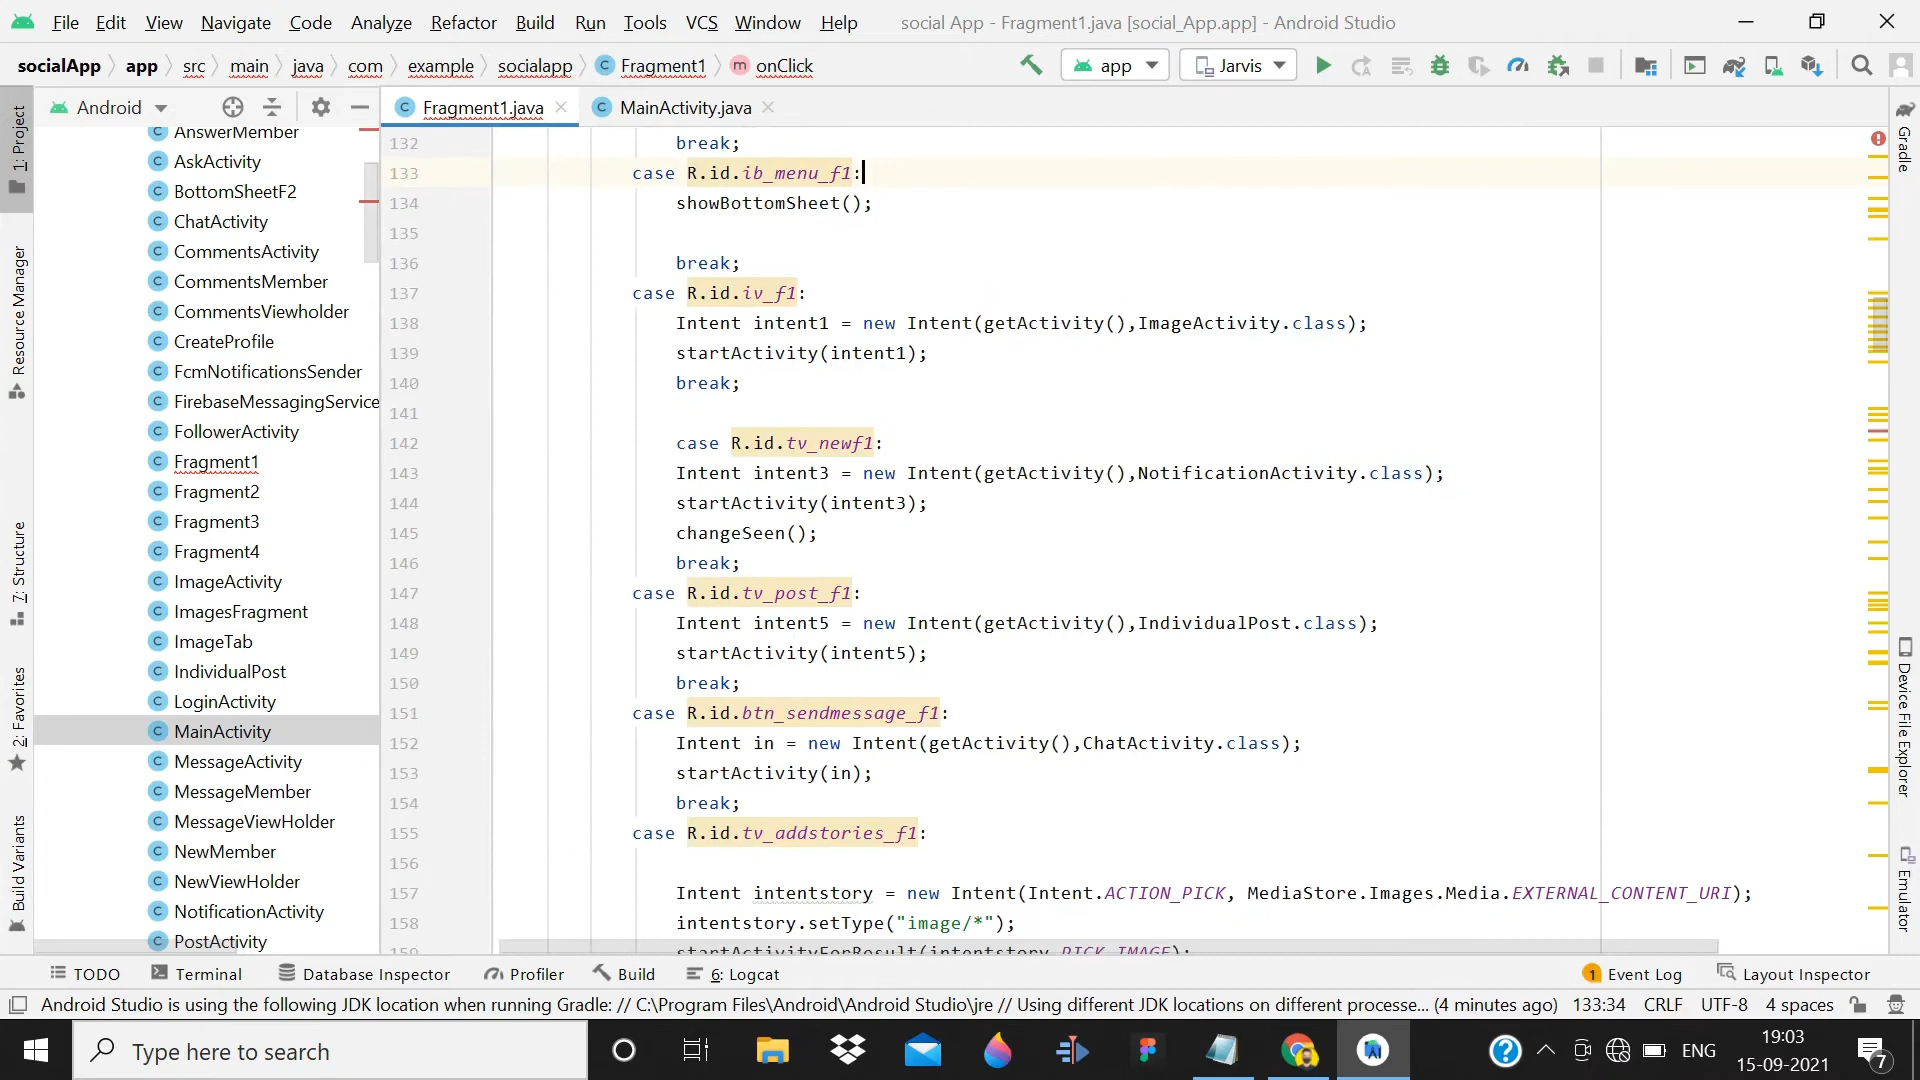 File Edit View Navigate Code Analyze Refactor Build Run Tools VCS Window Help social App - Fragment1.java [social_App.app] - Android Studio
socialApp app src main java com example socialapp C Fragment1 m onClick app Jarvis
Android C Fragment1.java C MainActivity.java
1: Project
Resource Manager
7: Structure
2: Favorites
Build Variants
C AnswerMember
C AskActivity
C BottomSheetF2
C ChatActivity
C CommentsActivity
C CommentsMember
C CommentsViewholder
C CreateProfile
C FcmNotificationsSender
C FirebaseMessagingService
C FollowerActivity
C Fragment1
C Fragment2
C Fragment3
C Fragment4
C ImageActivity
C ImagesFragment
C ImageTab
C IndividualPost
C LoginActivity
C MainActivity
C MessageActivity
C MessageMember
C MessageViewHolder
C NewMember
C NewViewHolder
C NotificationActivity
C PostActivity
132 break;
133 case R.id.ib_menu_f1:
134 showBottomSheet();
135
136 break;
137 case R.id.iv_f1:
138 Intent intent1 = new Intent(getActivity(),ImageActivity.class);
139 startActivity(intent1);
140 break;
141
142 case R.id.tv_newf1:
143 Intent intent3 = new Intent(getActivity(),NotificationActivity.class);
144 startActivity(intent3);
145 changeSeen();
146 break;
147 case R.id.tv_post_f1:
148 Intent intent5 = new Intent(getActivity(),IndividualPost.class);
149 startActivity(intent5);
150 break;
151 case R.id.btn_sendmessage_f1:
152 Intent in = new Intent(getActivity(),ChatActivity.class);
153 startActivity(in);
154 break;
155 case R.id.tv_addstories_f1:
156
157 Intent intentstory = new Intent(Intent.ACTION_PICK, MediaStore.Images.Media.EXTERNAL_CONTENT_URI);
158 intentstory.setType("image/*");
159 startActivityForResult(intentstory,PICK_IMAGE);
Gradle
Device File Explorer
Emulator
TODO Terminal Database Inspector Profiler Build 6: Logcat 1 Event Log Layout Inspector
Android Studio is using the following JDK location when running Gradle: // C:\Program Files\Android\Android Studio\jre // Using different JDK locations on different processe... (4 minutes ago) 133:34 CRLF UTF-8 4 spaces
Type here to search ENG 19:03
15-09-2021 7